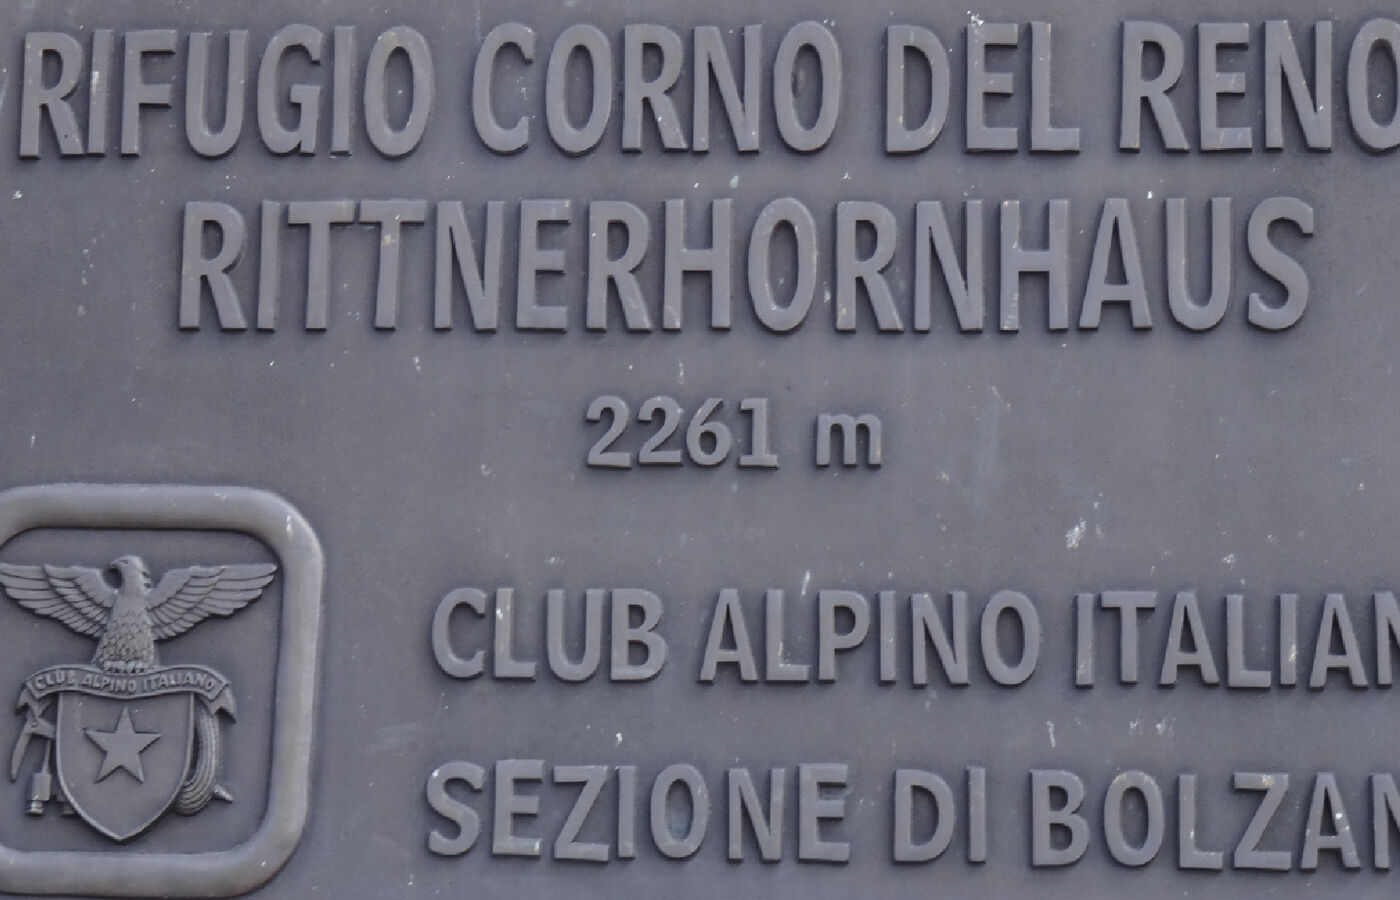 RIFUGIO CORNO DEL RENO
RITTNERHORNHAUS
2261 m
CLUB ALPINO ITALIAN
SEZIONE DI BOLZAN
CLUB ALPINO ITALIANO